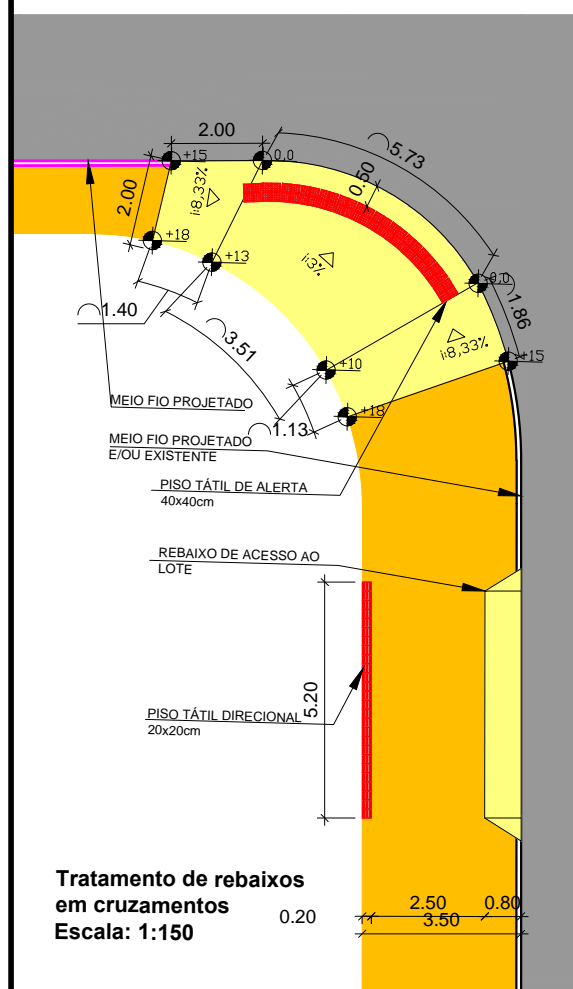 2.00
+15
0,0
5.73
0.50
i:8,33%
2.00
+18
+13
i:3%
0,0
1.86
1.40
3.51
i:8,33%
+15
+10
+18
1.13
MEIO FIO PROJETADO
MEIO FIO PROJETADO
E/OU EXISTENTE
PISO TÁTIL DE ALERTA
40x40cm
REBAIXO DE ACESSO AO
LOTE
5.20
PISO TÁTIL DIRECIONAL
20x20cm
Tratamento de rebaixos
em cruzamentos
Escala: 1:150
0.20
2.50
0.80
3.50